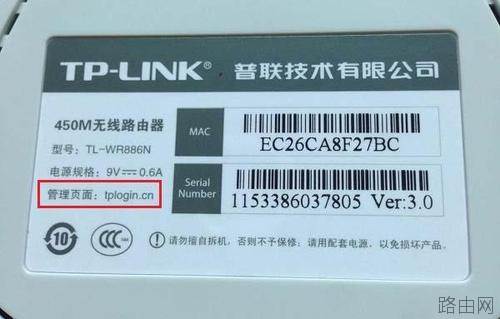 TP-LINK 普联技术有限公司
450M无线路由器
型号：TL-WR886N
电源规格：9V⎓0.6A
管理页面：tplogin.cn
MAC
EC26CA8F27BC
Serial
Number
1153386037805 Ver:3.0
10
CCC
请勿擅自拆机，否则不予保修；请用配套电源，以免损坏产品。
路由网